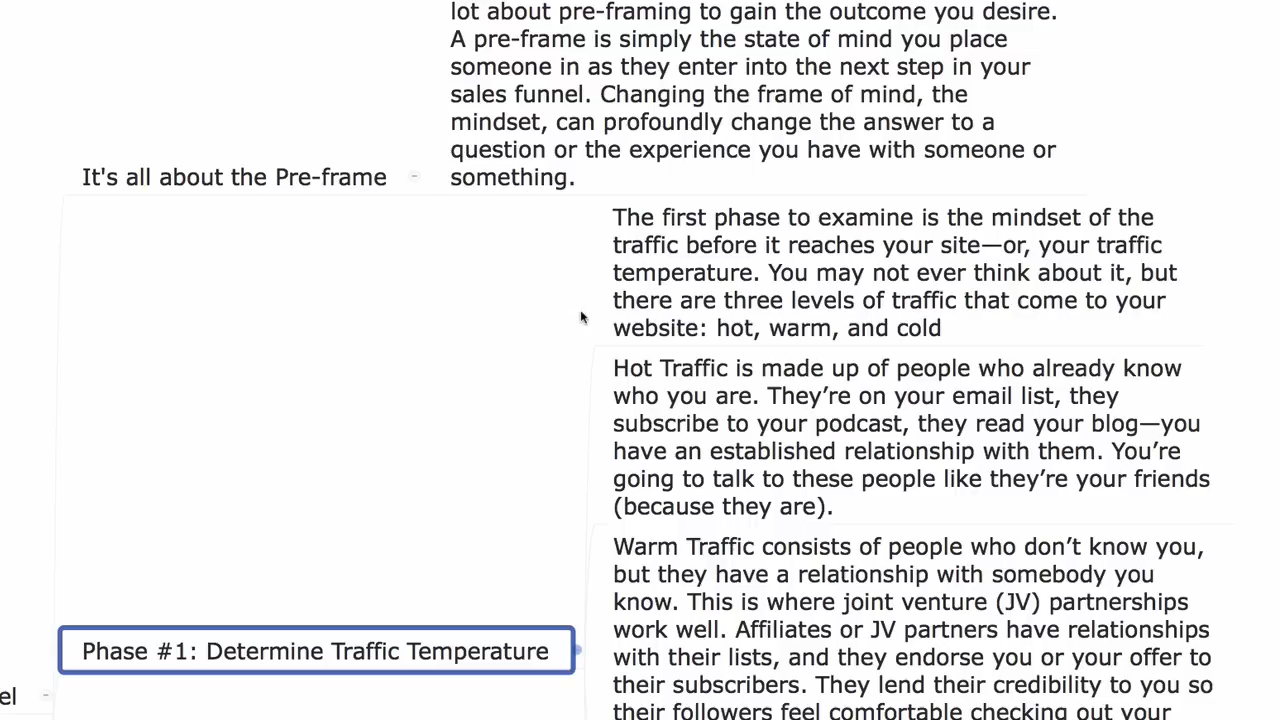 lot about pre-framing to gain the outcome you desire.
A pre-frame is simply the state of mind you place
someone in as they enter into the next step in your
sales funnel. Changing the frame of mind, the
mindset, can profoundly change the answer to a
question or the experience you have with someone or
something.
It's all about the Pre-frame
The first phase to examine is the mindset of the
traffic before it reaches your site—or, your traffic
temperature. You may not ever think about it, but
there are three levels of traffic that come to your
website: hot, warm, and cold
Hot Traffic is made up of people who already know
who you are. They’re on your email list, they
subscribe to your podcast, they read your blog—you
have an established relationship with them. You’re
going to talk to these people like they’re your friends
(because they are).
Warm Traffic consists of people who don’t know you,
but they have a relationship with somebody you
know. This is where joint venture (JV) partnerships
work well. Affiliates or JV partners have relationships
with their lists, and they endorse you or your offer to
their subscribers. They lend their credibility to you so
their followers feel comfortable checking out your
Phase #1: Determine Traffic Temperature
el